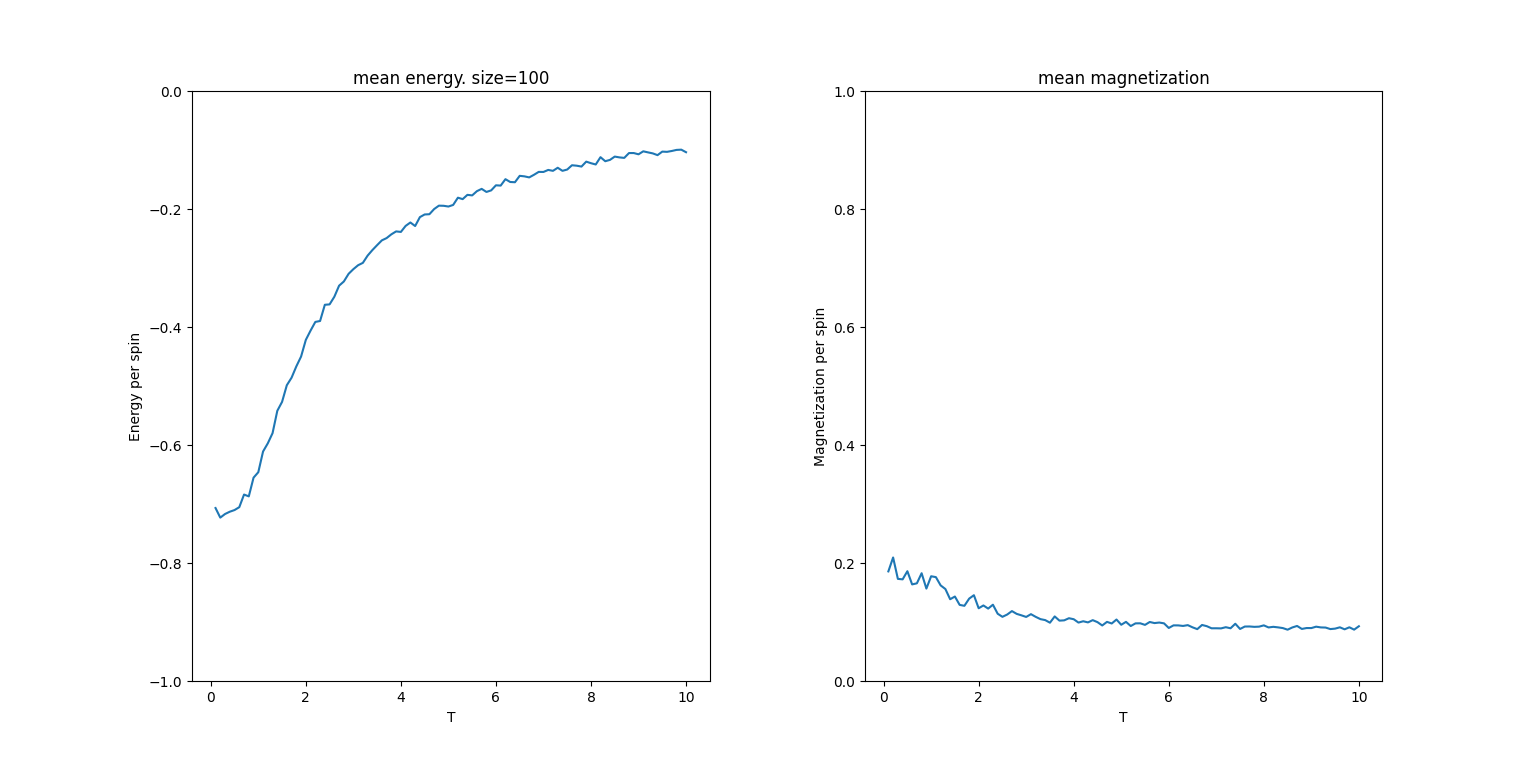 mean energy. size=100
0.0
−0.2
−0.4
−0.6
−0.8
−1.0
Energy per spin
0 2 4 6 8 10
T
mean magnetization
1.0
0.8
0.6
0.4
0.2
0.0
Magnetization per spin
0 2 4 6 8 10
T